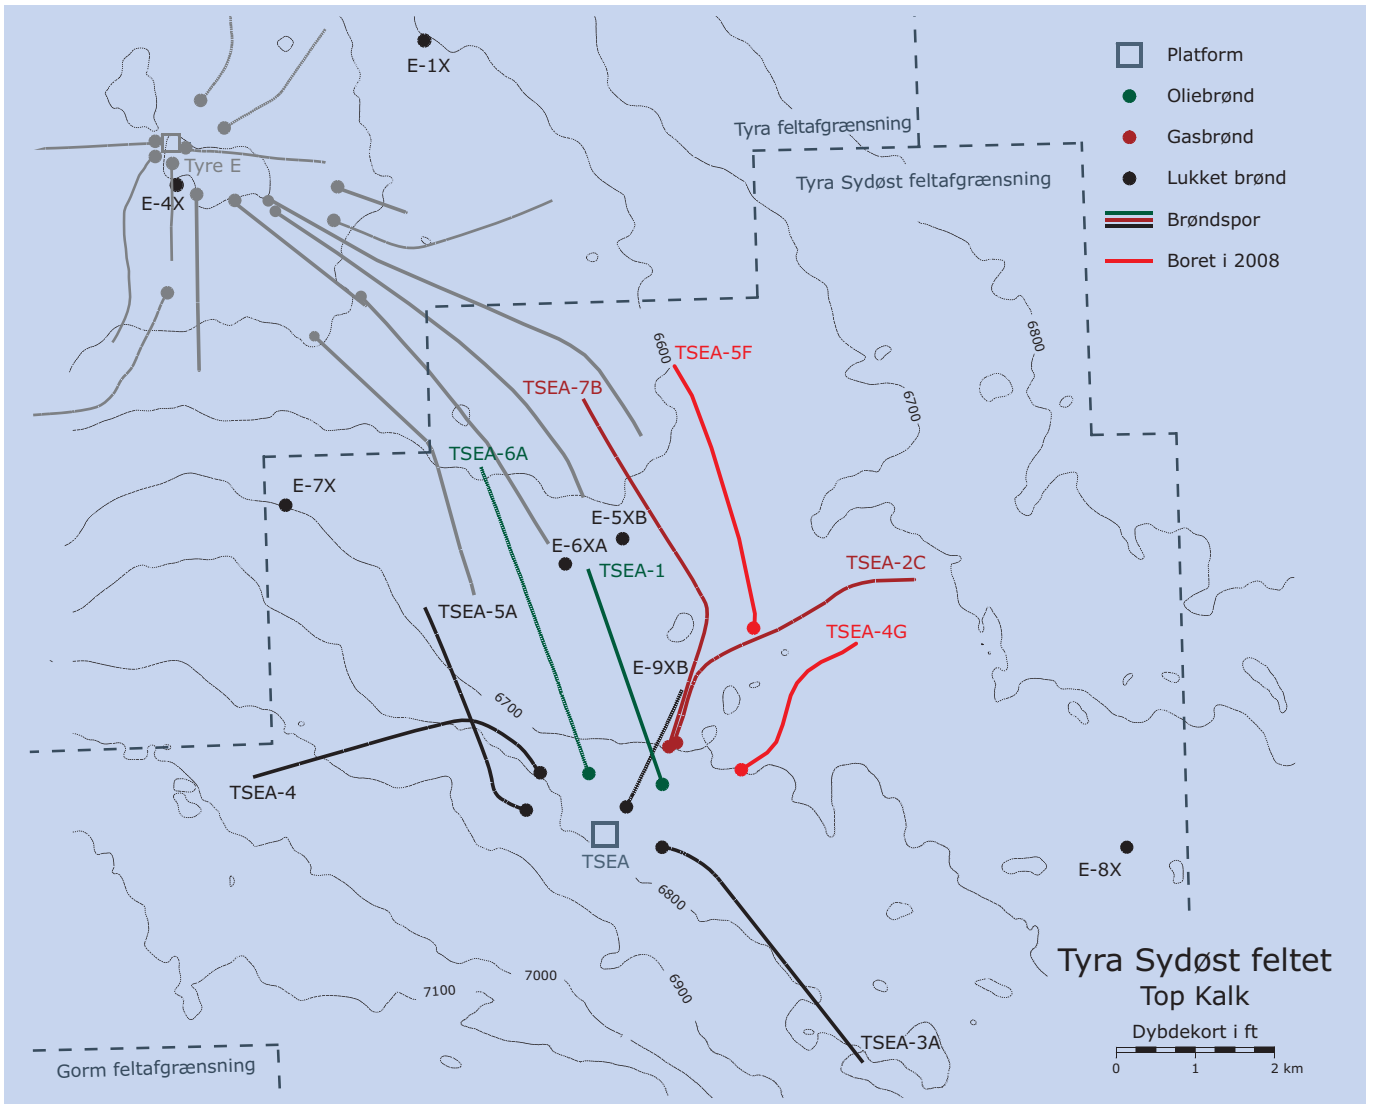 E-1X
Platform
Oliebrønd
Gasbrønd
Lukket brønd
Brøndspor
Boret i 2008
Tyra feltafgrænsning
Tyra Sydøst feltafgrænsning
Tyre E
E-4X
6600
6800
6700
TSEA-5F
TSEA-7B
TSEA-6A
E-7X
E-5XB
E-6XA
TSEA-1
TSEA-2C
TSEA-5A
TSEA-4G
E-9XB
6700
TSEA-4
TSEA
6800
E-8X
6900
7000
7100
TSEA-3A
Tyra Sydøst feltet
Top Kalk
Dybdekort i ft
0 1 2 km
Gorm feltafgrænsning